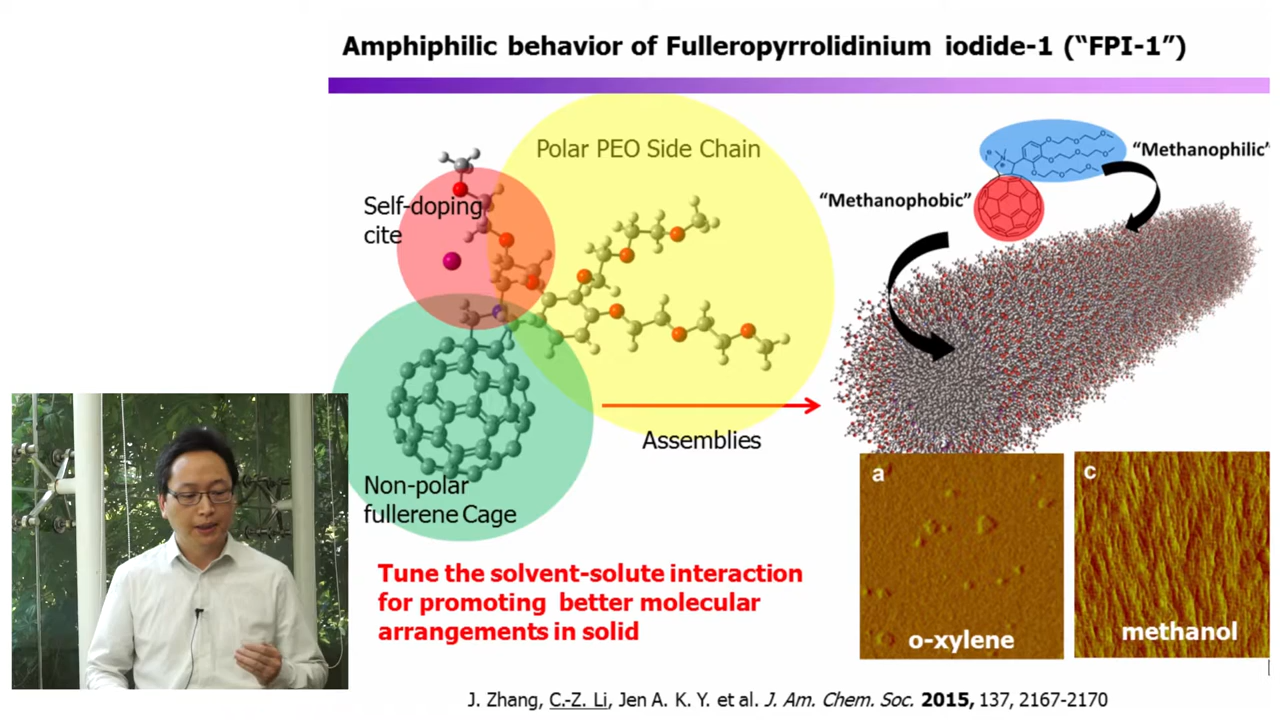 Amphiphilic behavior of Fulleropyrrolidinium iodide-1 (“FPI-1”)
Polar PEO Side Chain
Self-doping
cite
Non-polar
fullerene Cage
Assemblies
“Methanophilic”
“Methanophobic”
a
c
o-xylene
methanol
Tune the solvent-solute interaction
for promoting better molecular
arrangements in solid
J. Zhang, C.-Z. Li, Jen A. K. Y. et al. J. Am. Chem. Soc. 2015, 137, 2167-2170